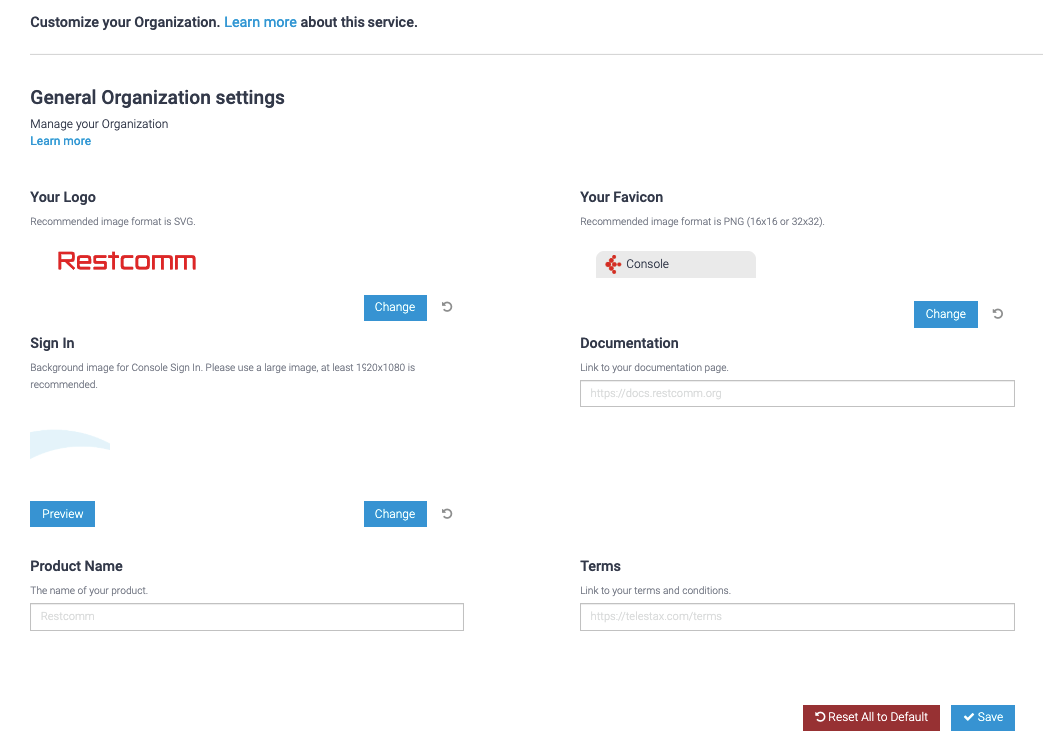 Customize your Organization. Learn more about this service.
General Organization settings
Manage your Organization
Learn more
Your Logo
Recommended image format is SVG.
Restcomm
Change
Your Favicon
Recommended image format is PNG (16x16 or 32x32).
Console
Change
Sign In
Background image for Console Sign In. Please use a large image, at least 1920x1080 is
recommended.
Preview
Change
Documentation
Link to your documentation page.
https://docs.restcomm.org
Product Name
The name of your product.
Restcomm
Terms
Link to your terms and conditions.
https://telestax.com/terms
Reset All to Default
Save